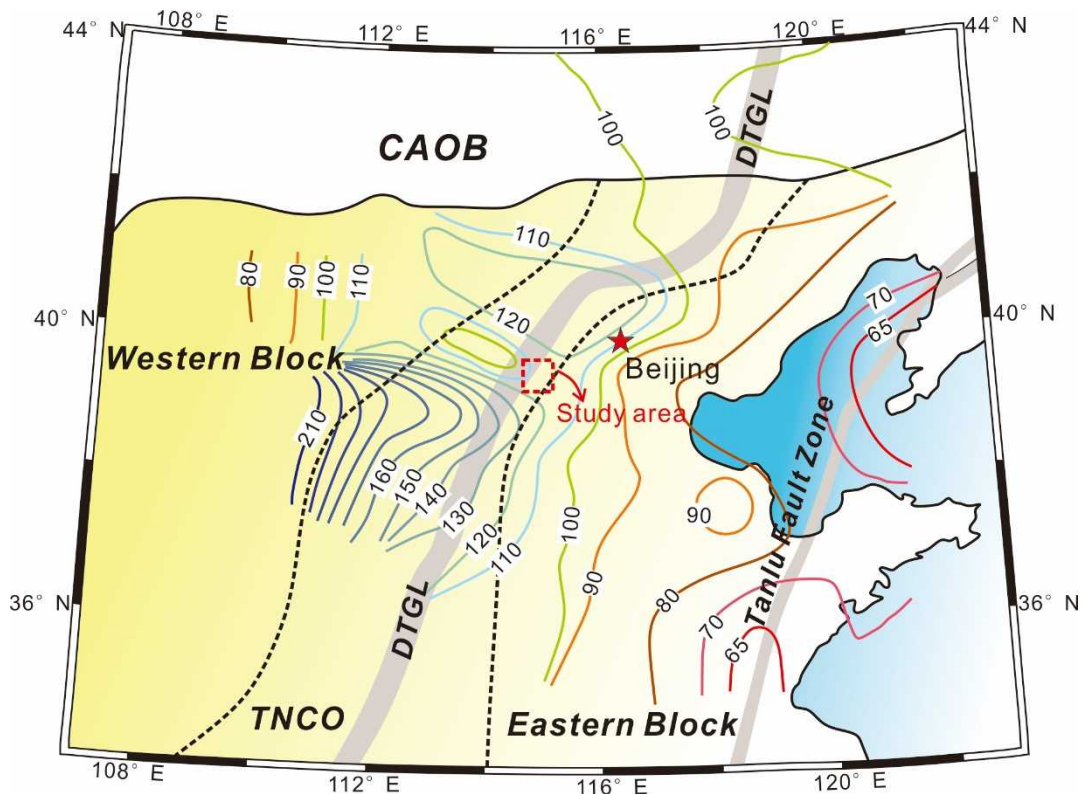 108° E
116° E
120° E
44° N
44° N
100
100
DTGL
CAOB
110
80
90
100
110
70
65
40° N
40° N
120
Western Block
Beijing
Study area
210
160
150
140
130
120
110
100
90
90
80
70
65
Tanlu Fault Zone
DTGL
36° N
36° N
TNCO
Eastern Block
108° E
112° E
116° E
120° E